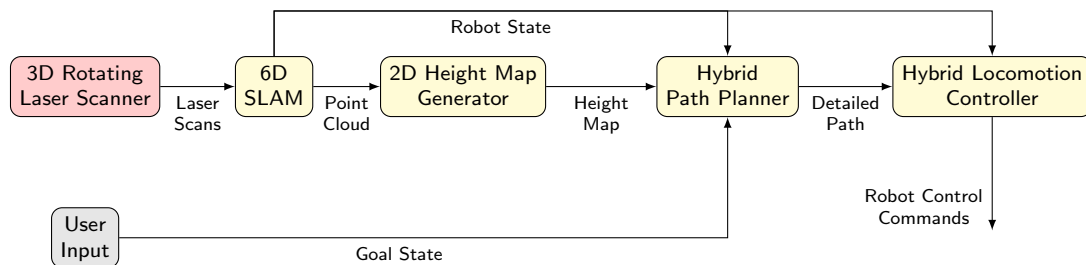 Robot State
3D Rotating
Laser Scanner
Laser
Scans
6D
SLAM
Point
Cloud
2D Height Map
Generator
Height
Map
Hybrid
Path Planner
Detailed
Path
Hybrid Locomotion
Controller
Robot Control
Commands
User
Input
Goal State